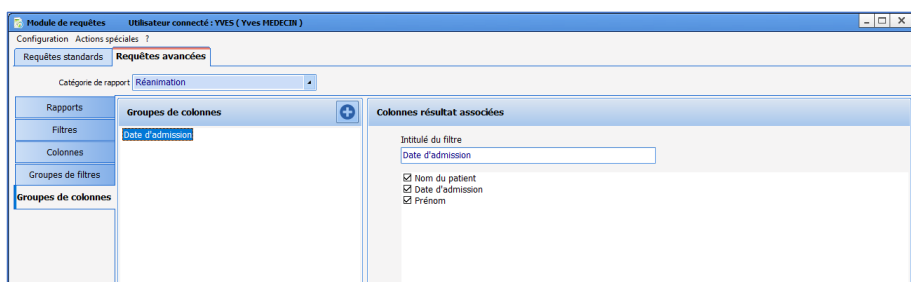 Module de requêtes Utilisateur connecté : YVES ( Yves MEDECIN )
Configuration Actions spéciales ?
Requêtes standards Requêtes avancées
Catégorie de rapport Réanimation
Rapports
Filtres
Colonnes
Groupes de filtres
Groupes de colonnes
Groupes de colonnes
Date d'admission
Colonnes résultat associées
Intitulé du filtre
Date d'admission
Nom du patient
Date d'admission
Prénom